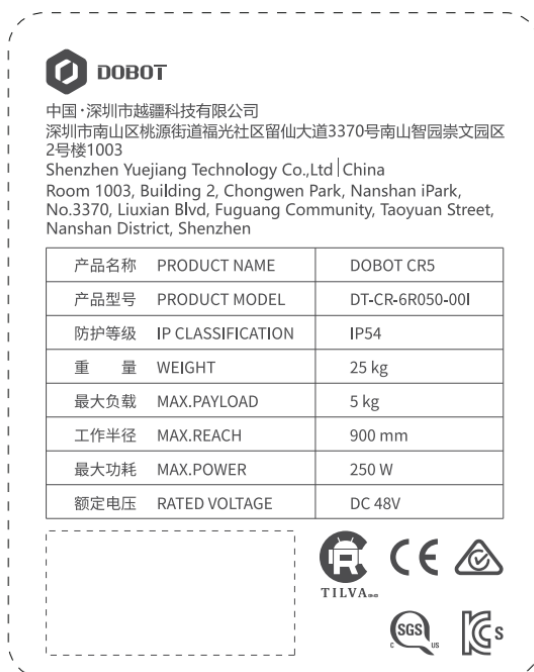 DOBOT
中国·深圳市越疆科技有限公司
深圳市南山区桃源街道福光社区留仙大道3370号南山智园崇文园区
2号楼1003
Shenzhen Yuejiang Technology Co.,Ltd|China
Room 1003, Building 2, Chongwen Park, Nanshan iPark,
No.3370, Liuxian Blvd, Fuguang Community, Taoyuan Street,
Nanshan District, Shenzhen
产品名称 PRODUCT NAME DOBOT CR5
产品型号 PRODUCT MODEL DT-CR-6R050-00I
防护等级 IP CLASSIFICATION IP54
重 量 WEIGHT 25 kg
最大负载 MAX.PAYLOAD 5 kg
工作半径 MAX.REACH 900 mm
最大功耗 MAX.POWER 250 W
额定电压 RATED VOLTAGE DC 48V
CR CE
TILVA
C SGS US KC S